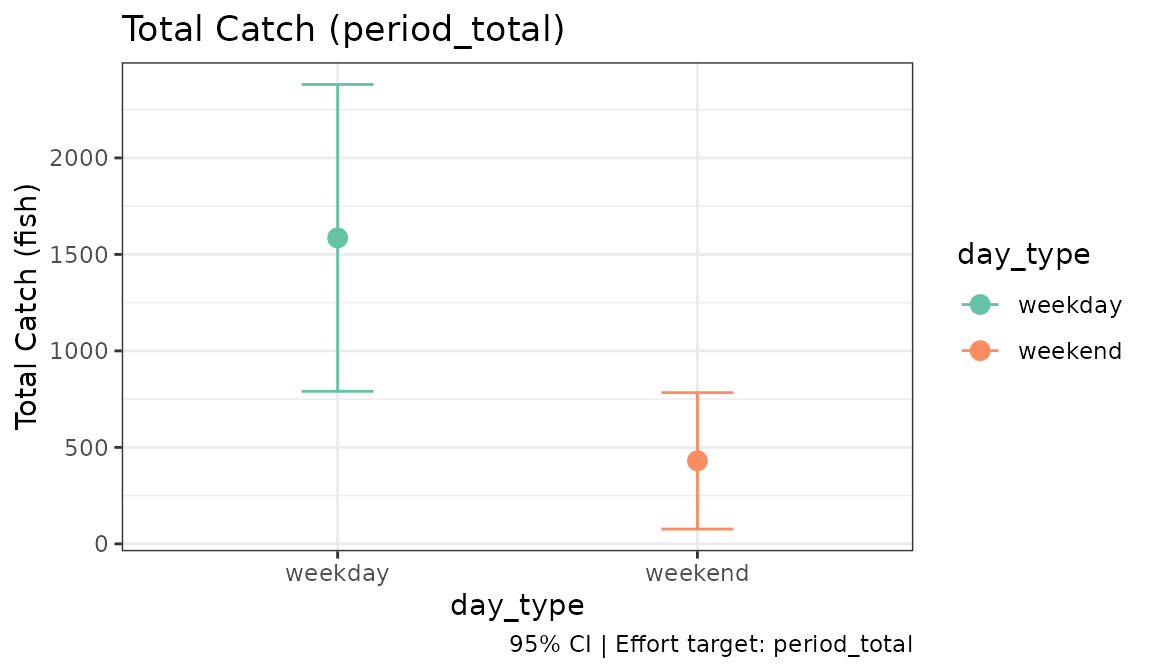 Total Catch (period_total)
Total Catch (fish)
2000
1500
1000
500
0
weekday
weekend
day_type
95% CI | Effort target: period_total
day_type
weekday
weekend